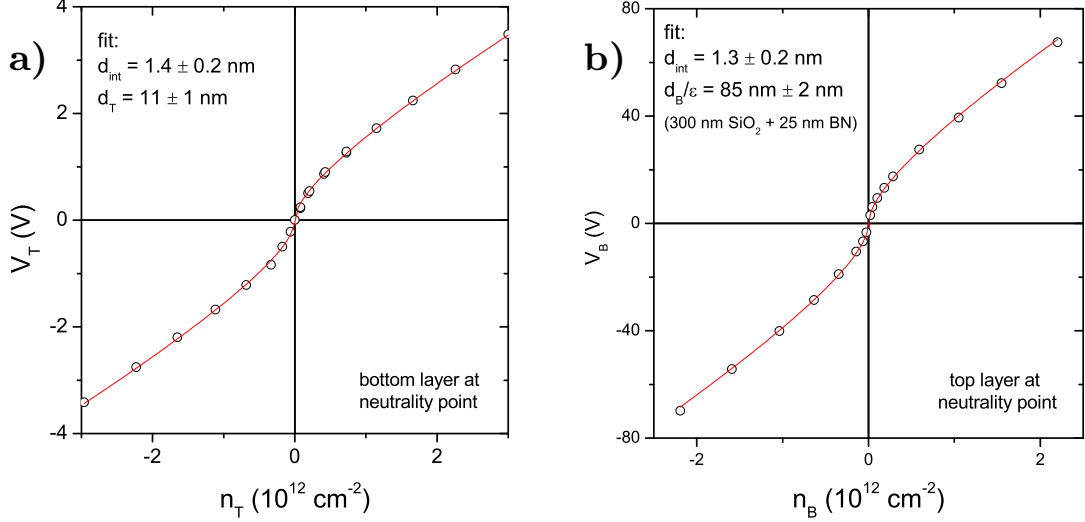 a)
fit:
d_int = 1.4 ± 0.2 nm
d_T = 11 ± 1 nm
4
2
0
-2
-4
V_T (V)
bottom layer at
neutrality point
-2 0 2
n_T (10^12 cm^-2)
b)
fit:
d_int = 1.3 ± 0.2 nm
d_B/ε = 85 nm ± 2 nm
(300 nm SiO_2 + 25 nm BN)
80
40
0
-40
-80
V_B (V)
top layer at
neutrality point
-2 0 2
n_B (10^12 cm^-2)